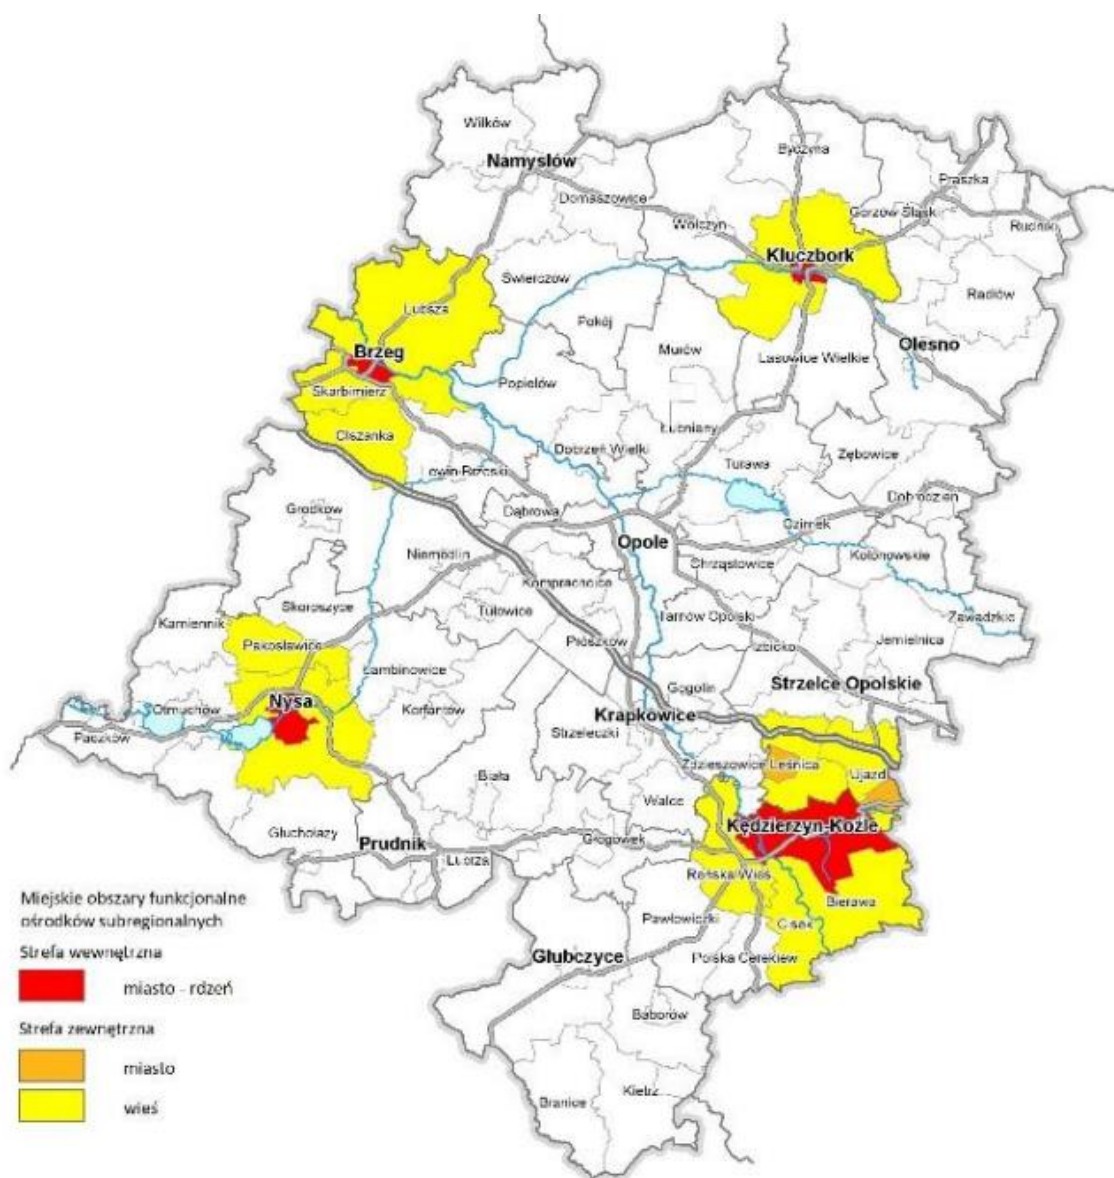 Wilków
Namysłów
Byczyna
Praszka
Domaszowice
Wołczyn
Gorzów Śląsk
Rudniki
Kluczbork
Świerczów
Radłów
Lubsza
Pokój
Olesno
Murów
Brzeg
Lasowice Wielkie
Skarbimierz
Popielów
Olszanka
Łubniany
Dobrzeń Wielki
Zębowice
Turawa
Lewin Brzeski
Dobrodzień
Grodków
Dąbrowa
Ozimek
Opole
Niemodlin
Kolonowskie
Chrząstowice
Komprachcice
Skoroszyce
Tułowice
Kamiennik
Tarnów Opolski
Zawadzkie
Pakosławice
Prószków
Izbicko
Jemielnica
Łambinowice
Gogolin
Strzelce Opolskie
Nysa
Otmuchów
Korfantów
Krapkowice
Paczków
Strzeleczki
Zdzieszowice
Leśnica
Ujazd
Biała
Walce
Kędzierzyn-Koźle
Głuchołazy
Prudnik
Głogówek
Lubrza
Reńska Wieś
Bierawa
Pawłowiczki
Cisek
Głubczyce
Polska Cerekiew
Baborów
Kietrz
Branice
Miejskie obszary funkcjonalne
ośrodków subregionalnych
Strefa wewnętrzna
miasto - rdzeń
Strefa zewnętrzna
miasto
wieś